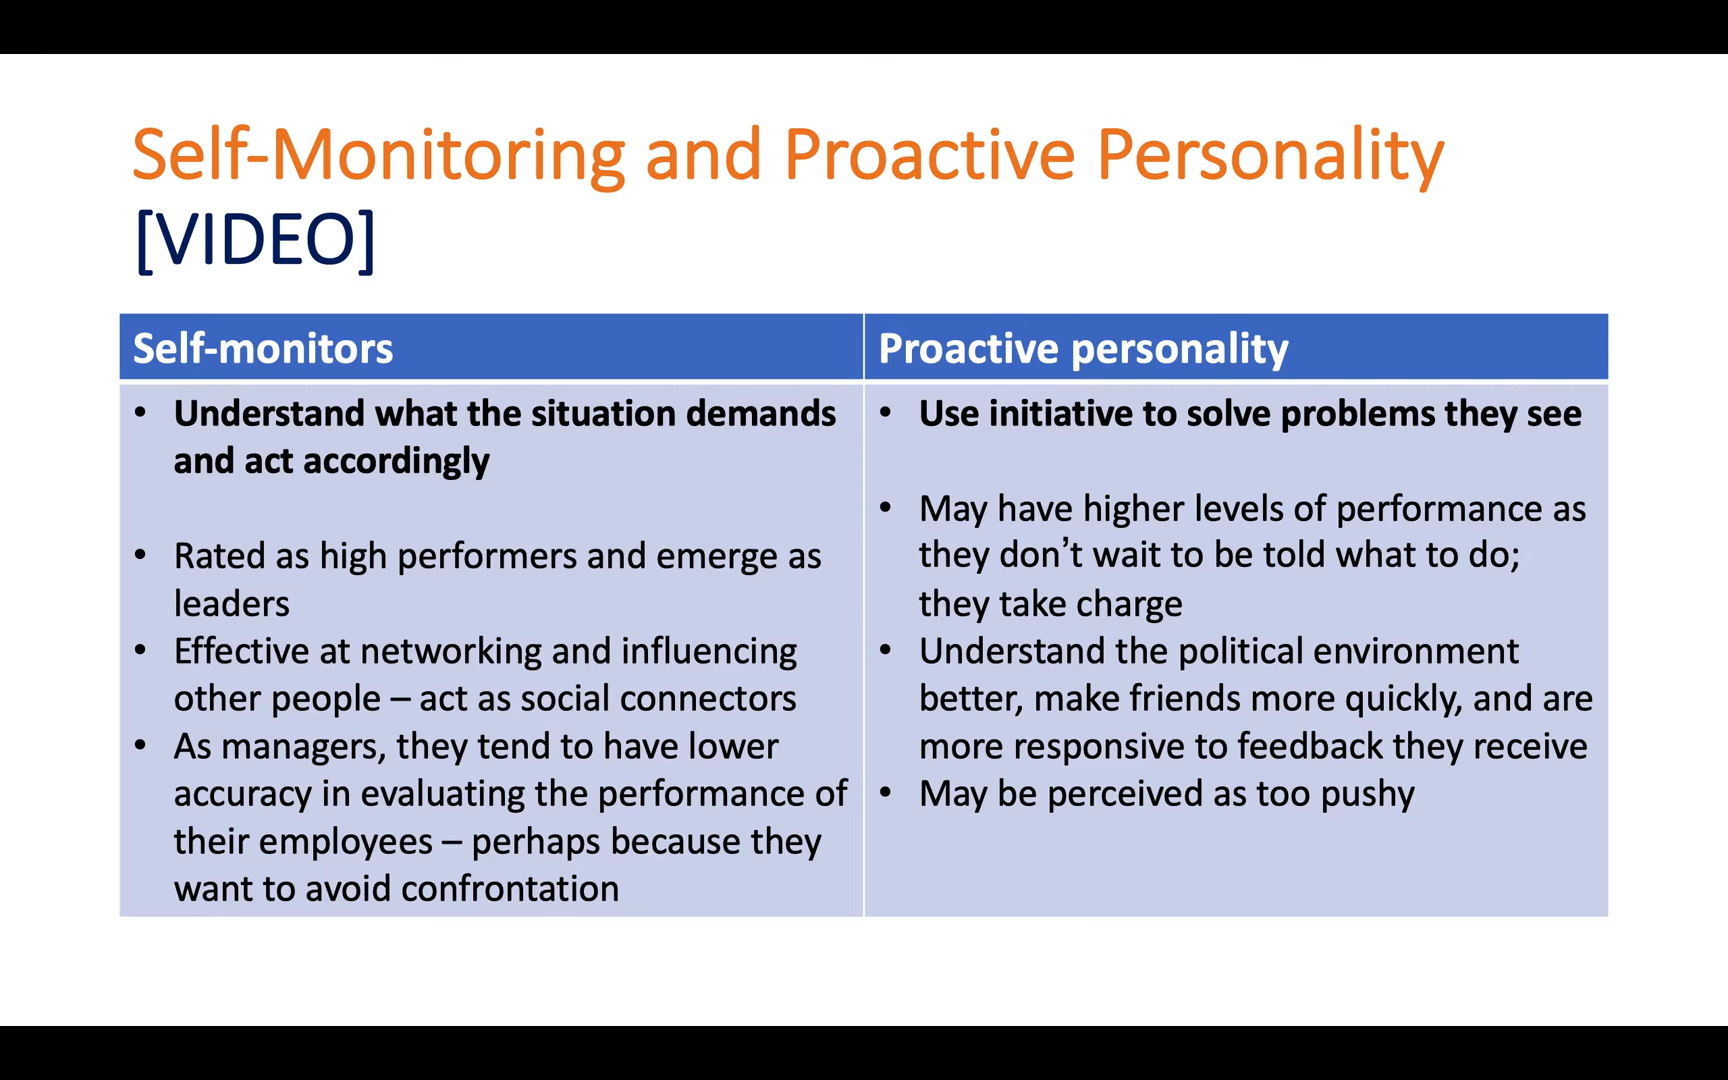 Self-Monitoring and Proactive Personality
[VIDEO]
Self-monitors
• Understand what the situation demands
and act accordingly
• Rated as high performers and emerge as
leaders
• Effective at networking and influencing
other people – act as social connectors
• As managers, they tend to have lower
accuracy in evaluating the performance of
their employees – perhaps because they
want to avoid confrontation
Proactive personality
• Use initiative to solve problems they see
• May have higher levels of performance as
they don’t wait to be told what to do;
they take charge
• Understand the political environment
better, make friends more quickly, and are
more responsive to feedback they receive
• May be perceived as too pushy